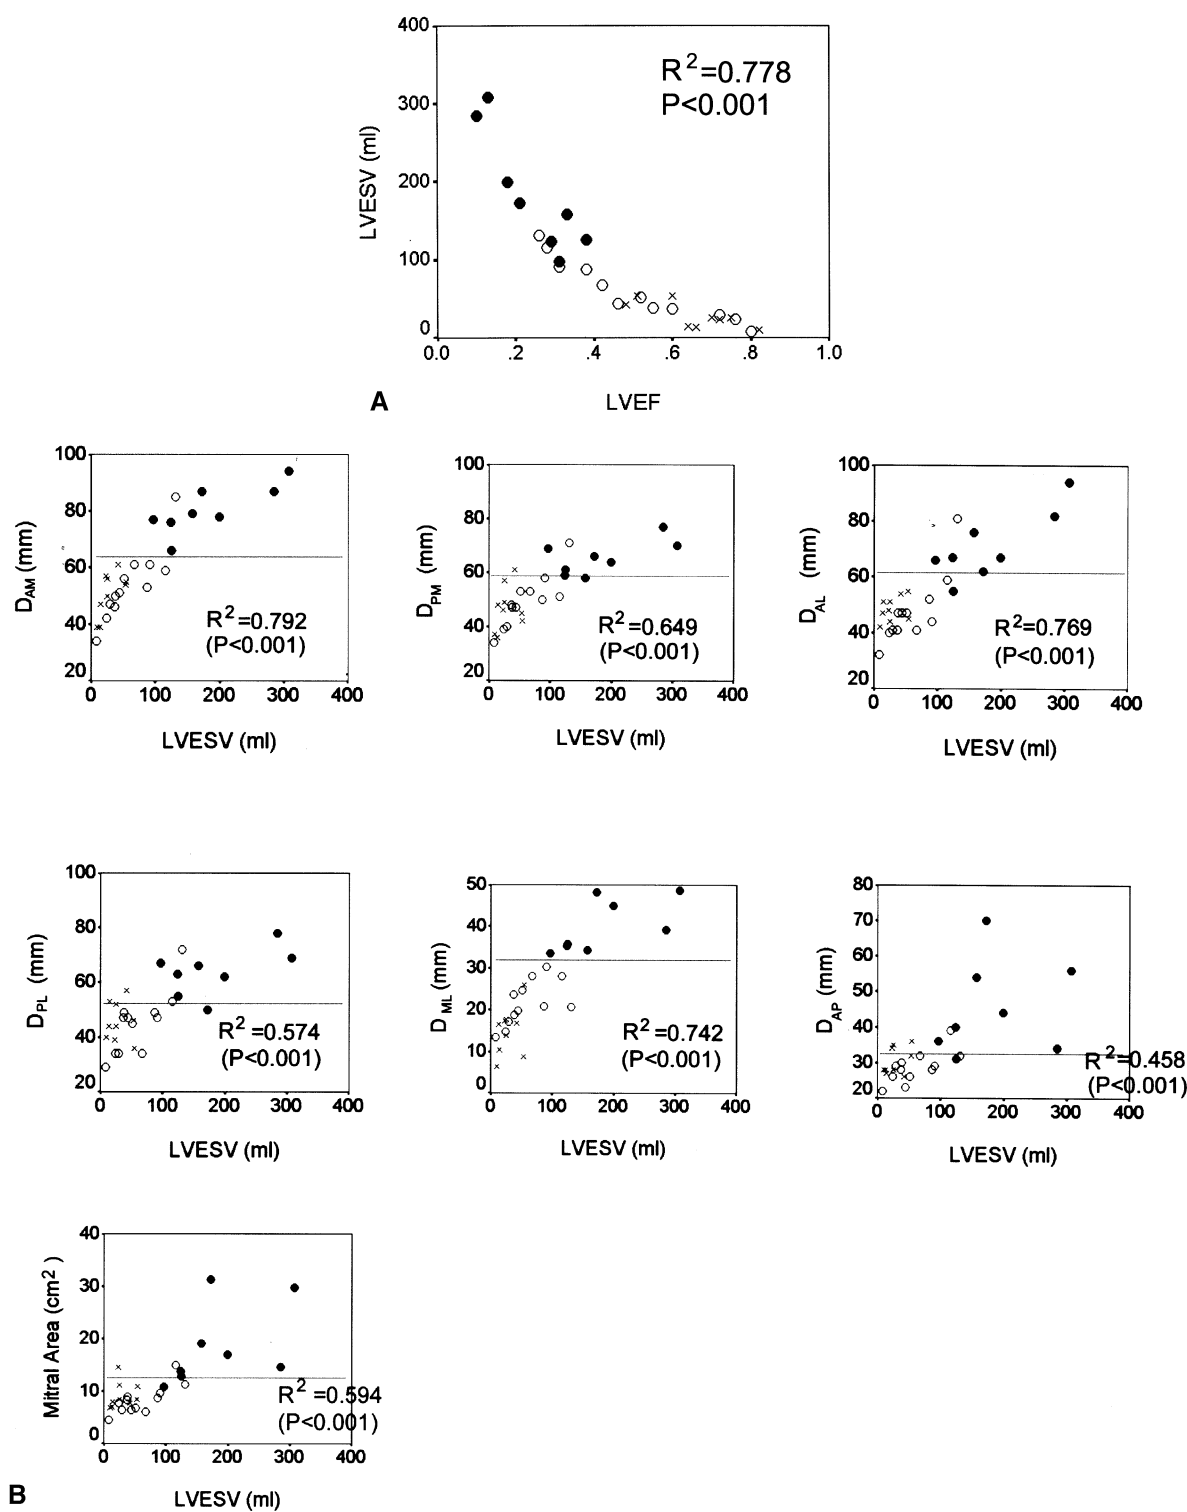 400
300
200
100
0
LVESV (ml)
R²=0.778
P<0.001
0.0 .2 .4 .6 .8 1.0
LVEF
A
100
80
60
40
20
D_AM (mm)
R²=0.792
(P<0.001)
0 100 200 300 400
LVESV (ml)
100
80
60
40
20
D_PM (mm)
R²=0.649
(P<0.001)
0 100 200 300 400
LVESV (ml)
100
80
60
40
20
D_AL (mm)
R²=0.769
(P<0.001)
0 100 200 300 400
LVESV (ml)
100
80
60
40
20
D_PL (mm)
R²=0.574
(P<0.001)
0 100 200 300 400
LVESV (ml)
50
40
30
20
10
0
D_ML (mm)
R²=0.742
(P<0.001)
0 100 200 300 400
LVESV (ml)
80
70
60
50
40
30
20
D_AP (mm)
R²=0.458
(P<0.001)
0 100 200 300 400
LVESV (ml)
40
30
20
10
0
Mitral Area (cm²)
R²=0.594
(P<0.001)
0 100 200 300 400
LVESV (ml)
B